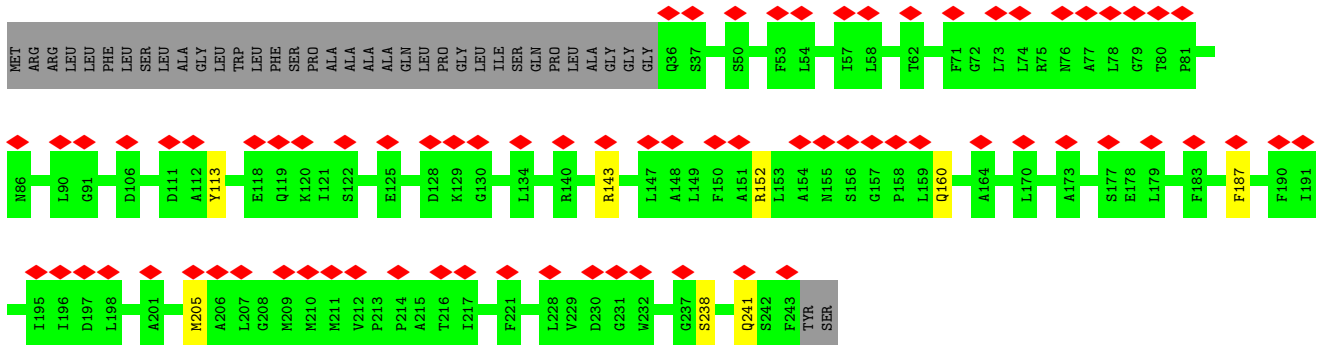 MET ARG ARG LEU LEU PHE LEU SER LEU ALA GLY LEU TRP LEU PHE SER PRO ALA ALA ALA ALA GLN LEU PRO GLY LEU ILE SER GLN PRO LEU ALA GLY GLY GLY Q36 S37 S50 F53 L54 I57 L58 T62 F71 G72 L73 L74 R75 N76 A77 L78 G79 T80 P81
N86 L90 G91 D106 D111 A112 Y113 E118 Q119 K120 I121 S122 E125 D128 K129 G130 L134 R140 R143 L147 A148 L149 F150 A151 R152 L153 A154 N155 S156 G157 P158 L159 Q160 A164 L170 A173 S177 E178 L179 F183 F187 F190 I191
I195 I196 D197 L198 A201 M205 A206 L207 G208 M209 M210 M211 V212 P213 P214 A215 T216 I217 F221 L228 V229 D230 G231 W232 G237 S238 Q241 S242 F243 TYR SER